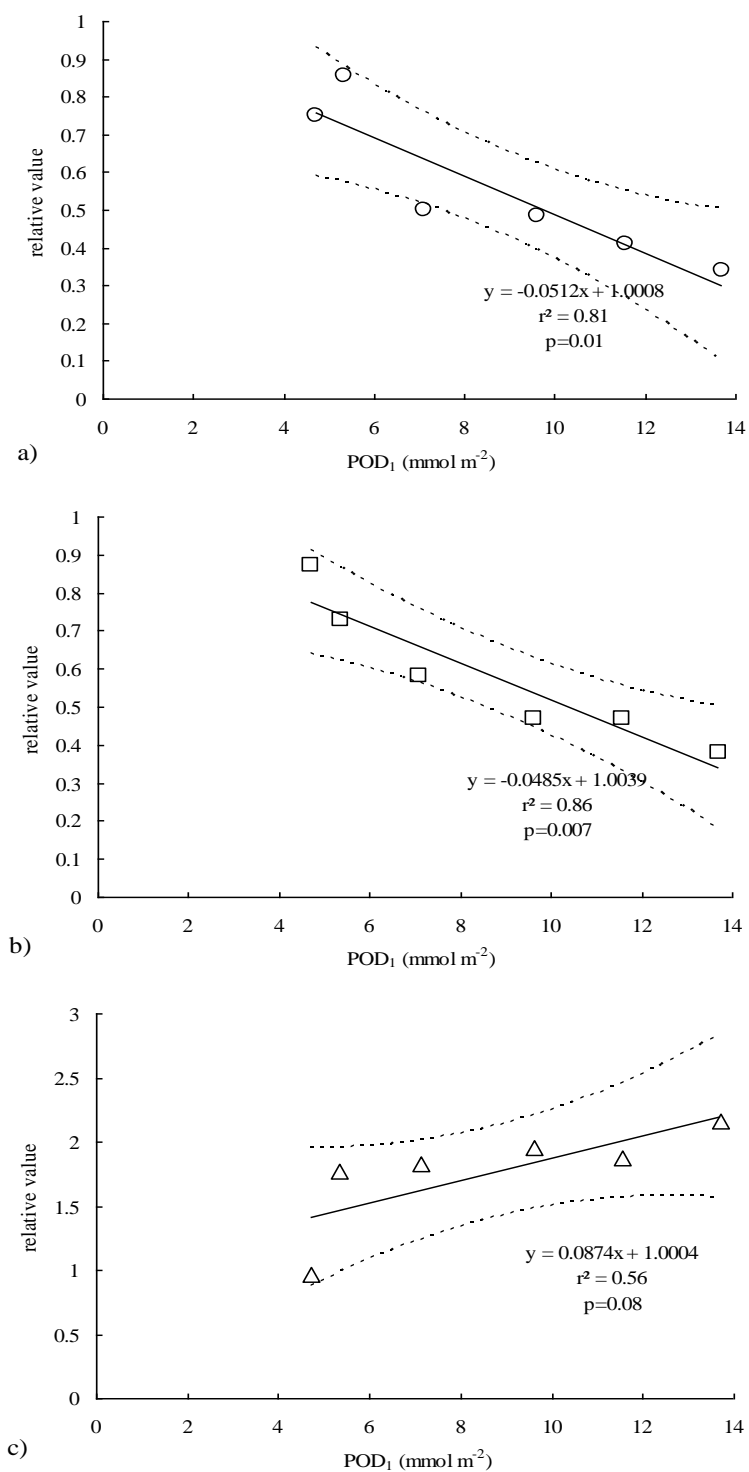 1
0.9
0.8
0.7
0.6
0.5
0.4
0.3
0.2
0.1
0
relative value
y = -0.0512x + 1.0008
r² = 0.81
p=0.01
0 2 4 6 8 10 12 14
POD₁ (mmol m⁻²)
a)
1
0.9
0.8
0.7
0.6
0.5
0.4
0.3
0.2
0.1
0
relative value
y = -0.0485x + 1.0039
r² = 0.86
p=0.007
0 2 4 6 8 10 12 14
POD₁ (mmol m⁻²)
b)
3
2.5
2
1.5
1
0.5
0
relative value
y = 0.0874x + 1.0004
r² = 0.56
p=0.08
0 2 4 6 8 10 12 14
POD₁ (mmol m⁻²)
c)